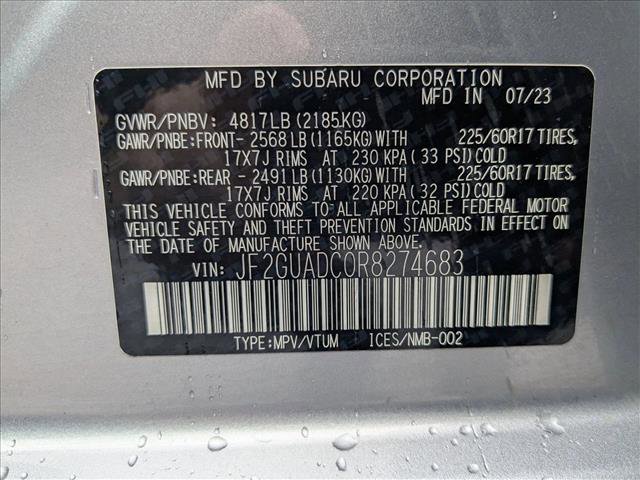 MFD BY SUBARU CORPORATION
MFD IN 07/23
GVWR/PNBV: 4817LB (2185KG)
GAWR/PNBE:FRONT- 2568 LB (1165KG) WITH 225/60R17 TIRES,
17X7J RIMS AT 230 KPA (33 PSI) COLD
GAWR/PNBE:REAR - 2491 LB (1130KG) WITH 225/60R17 TIRES,
17X7J RIMS AT 220 KPA (32 PSI) COLD
THIS VEHICLE CONFORMS TO ALL APPLICABLE FEDERAL MOTOR
VEHICLE SAFETY AND THEFT PREVENTION STANDARDS IN EFFECT ON
THE DATE OF MANUFACTURE SHOWN ABOVE.
VIN: JF2GUADC0R8274683
TYPE:MPV/VTUM ICES/NMB-002